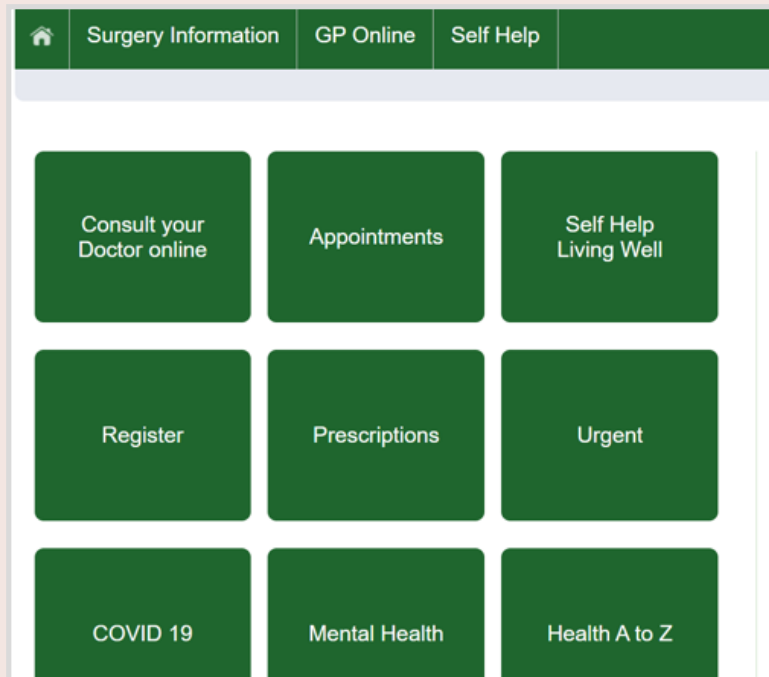 Surgery Information GP Online Self Help
Consult your
Doctor online
Appointments
Self Help
Living Well
Register
Prescriptions
Urgent
COVID 19
Mental Health
Health A to Z